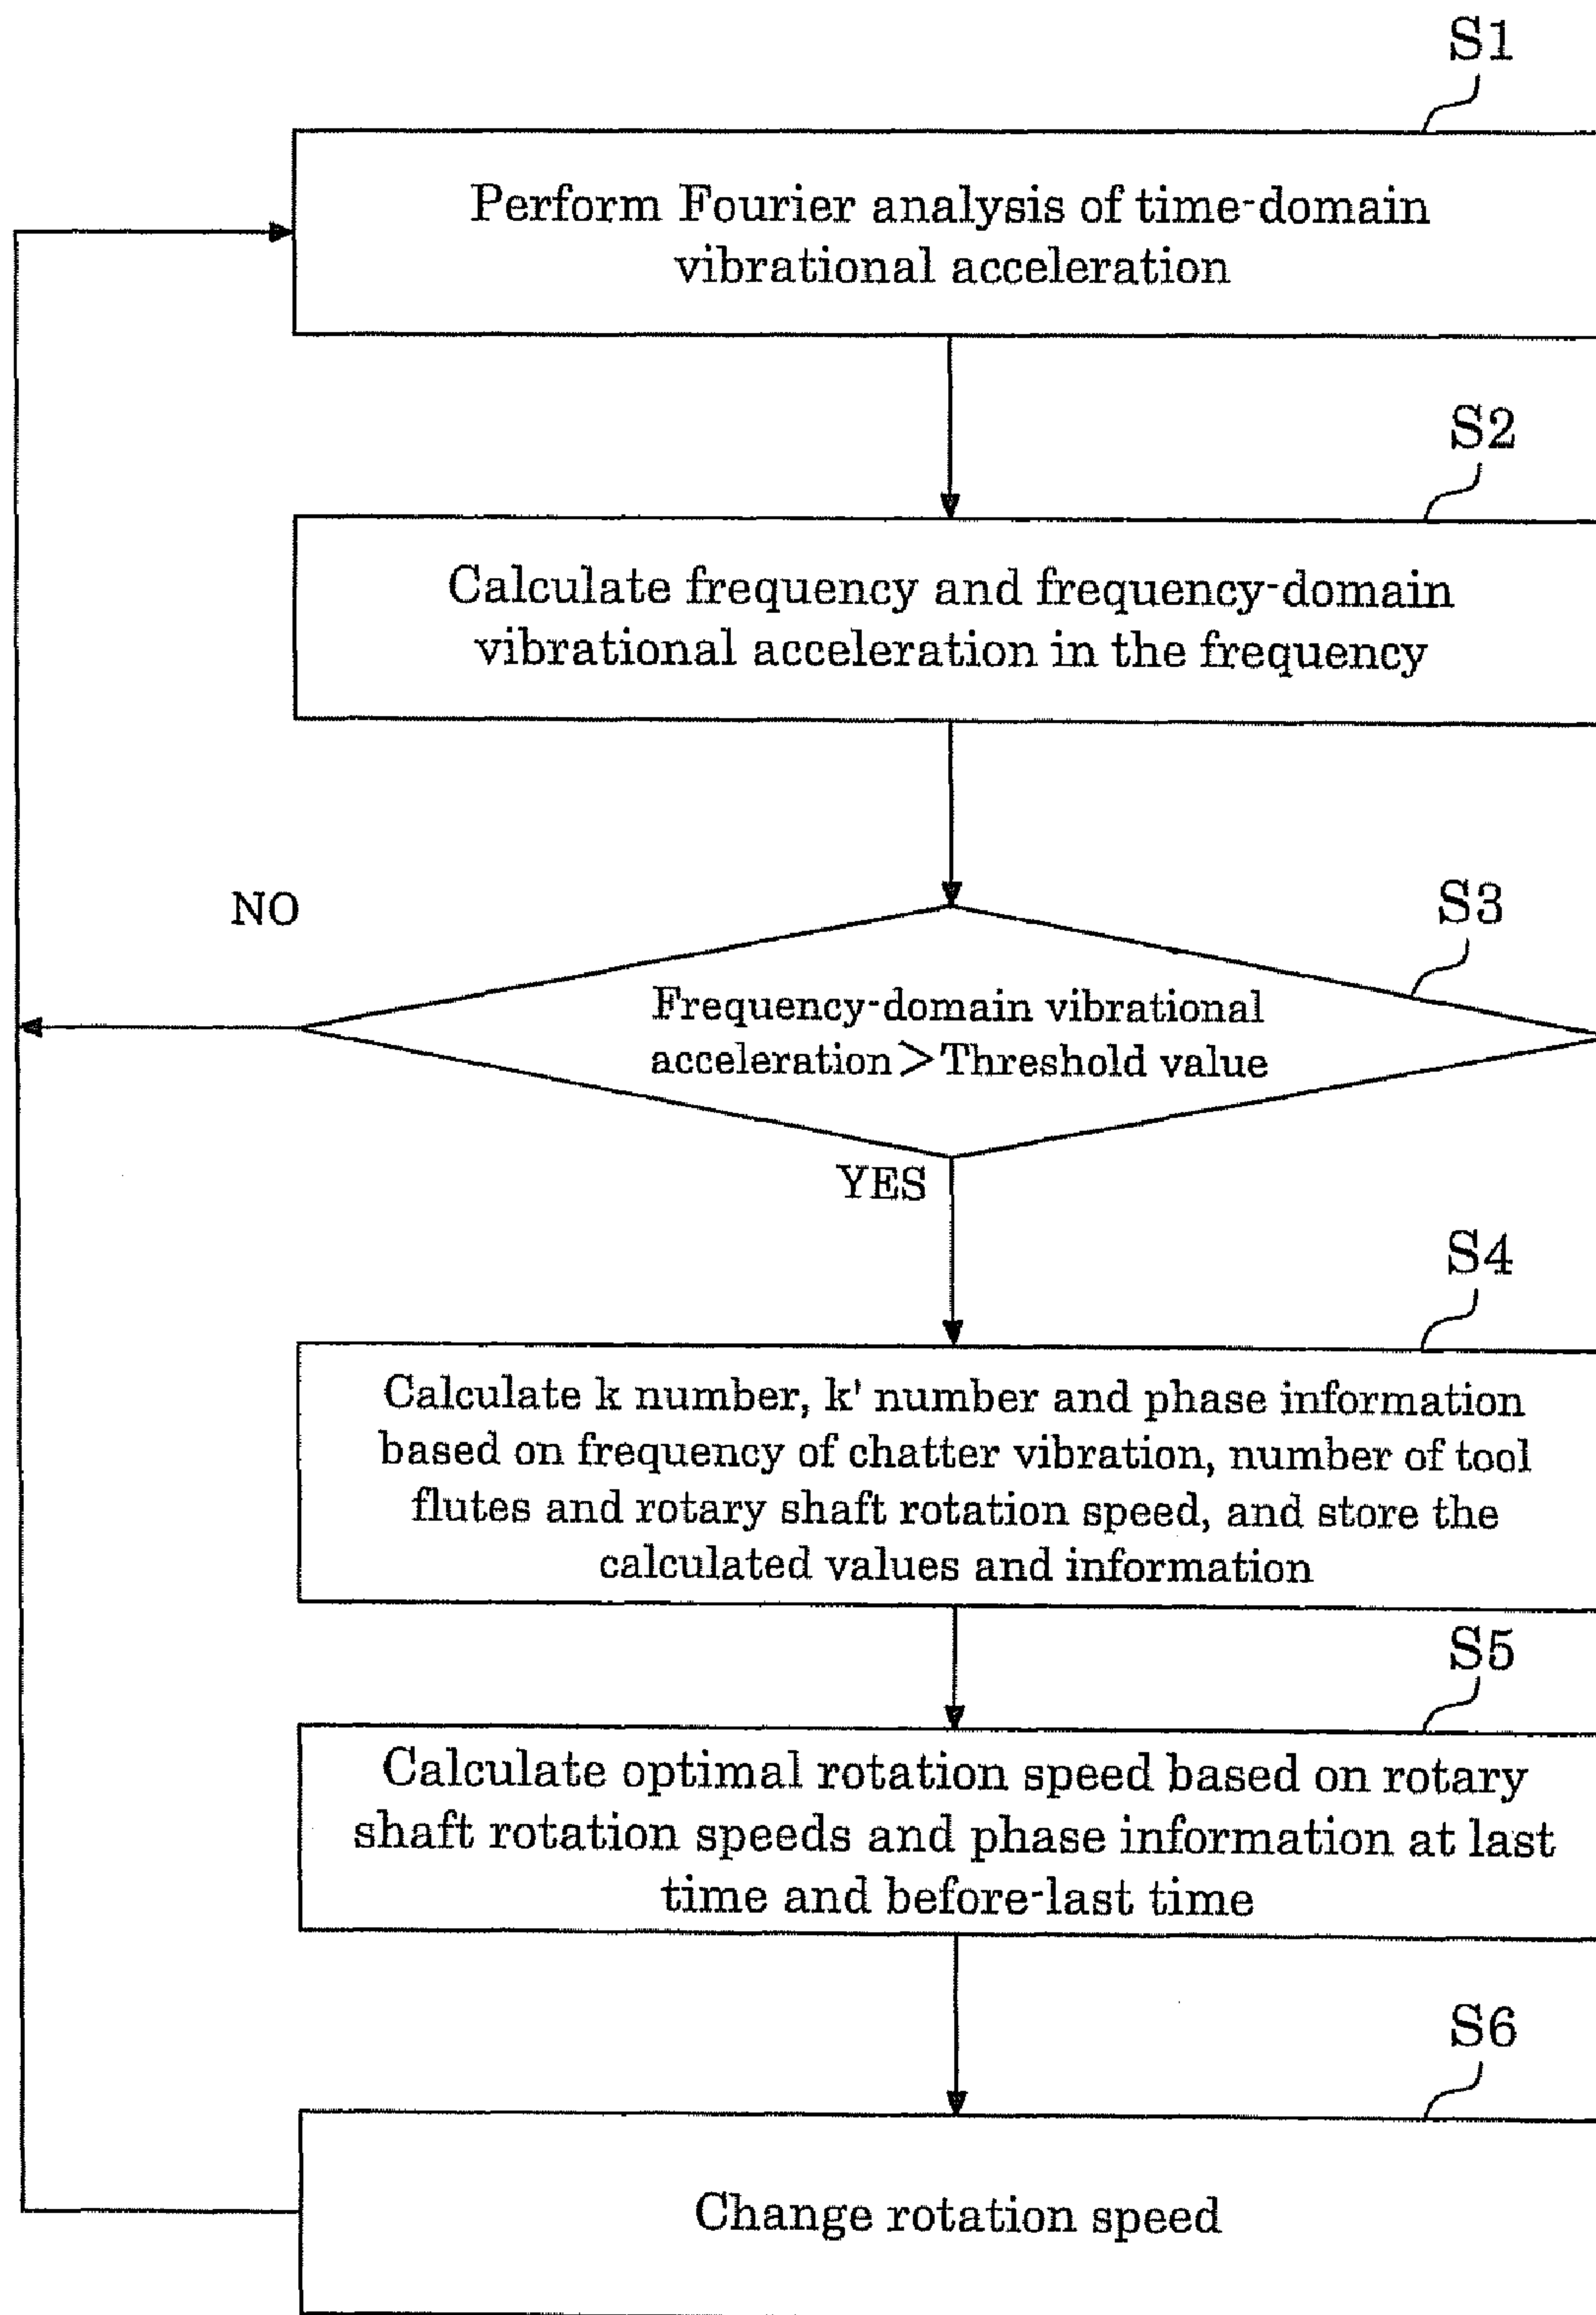 S1
Perform Fourier analysis of time-domain
vibrational acceleration
S2
Calculate frequency and frequency-domain
vibrational acceleration in the frequency
NO
S3
Frequency-domain vibrational
acceleration>Threshold value
YES
S4
Calculate k number, k' number and phase information
based on frequency of chatter vibration, number of tool
flutes and rotary shaft rotation speed, and store the
calculated values and information
S5
Calculate optimal rotation speed based on rotary
shaft rotation speeds and phase information at last
time and before-last time
S6
Change rotation speed